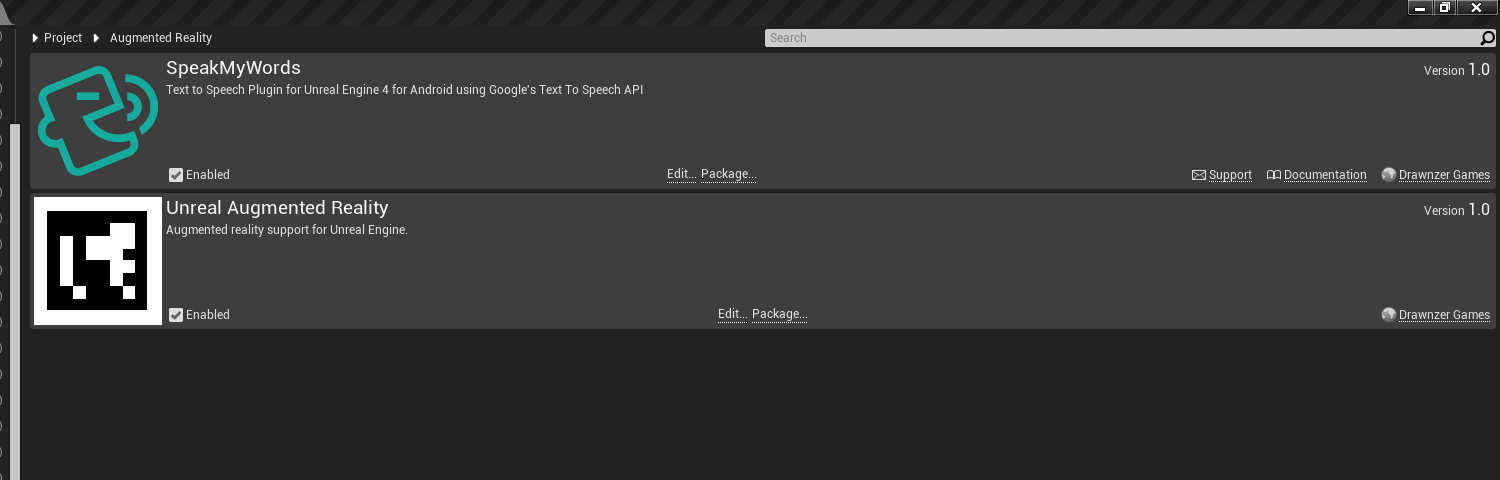 Project Augmented Reality
Search
SpeakMyWords
Version 1.0
Text to Speech Plugin for Unreal Engine 4 for Android using Google's Text To Speech API
Enabled
Edit... Package...
Support Documentation Drawnzer Games
Unreal Augmented Reality
Version 1.0
Augmented reality support for Unreal Engine.
Enabled
Edit... Package...
Drawnzer Games